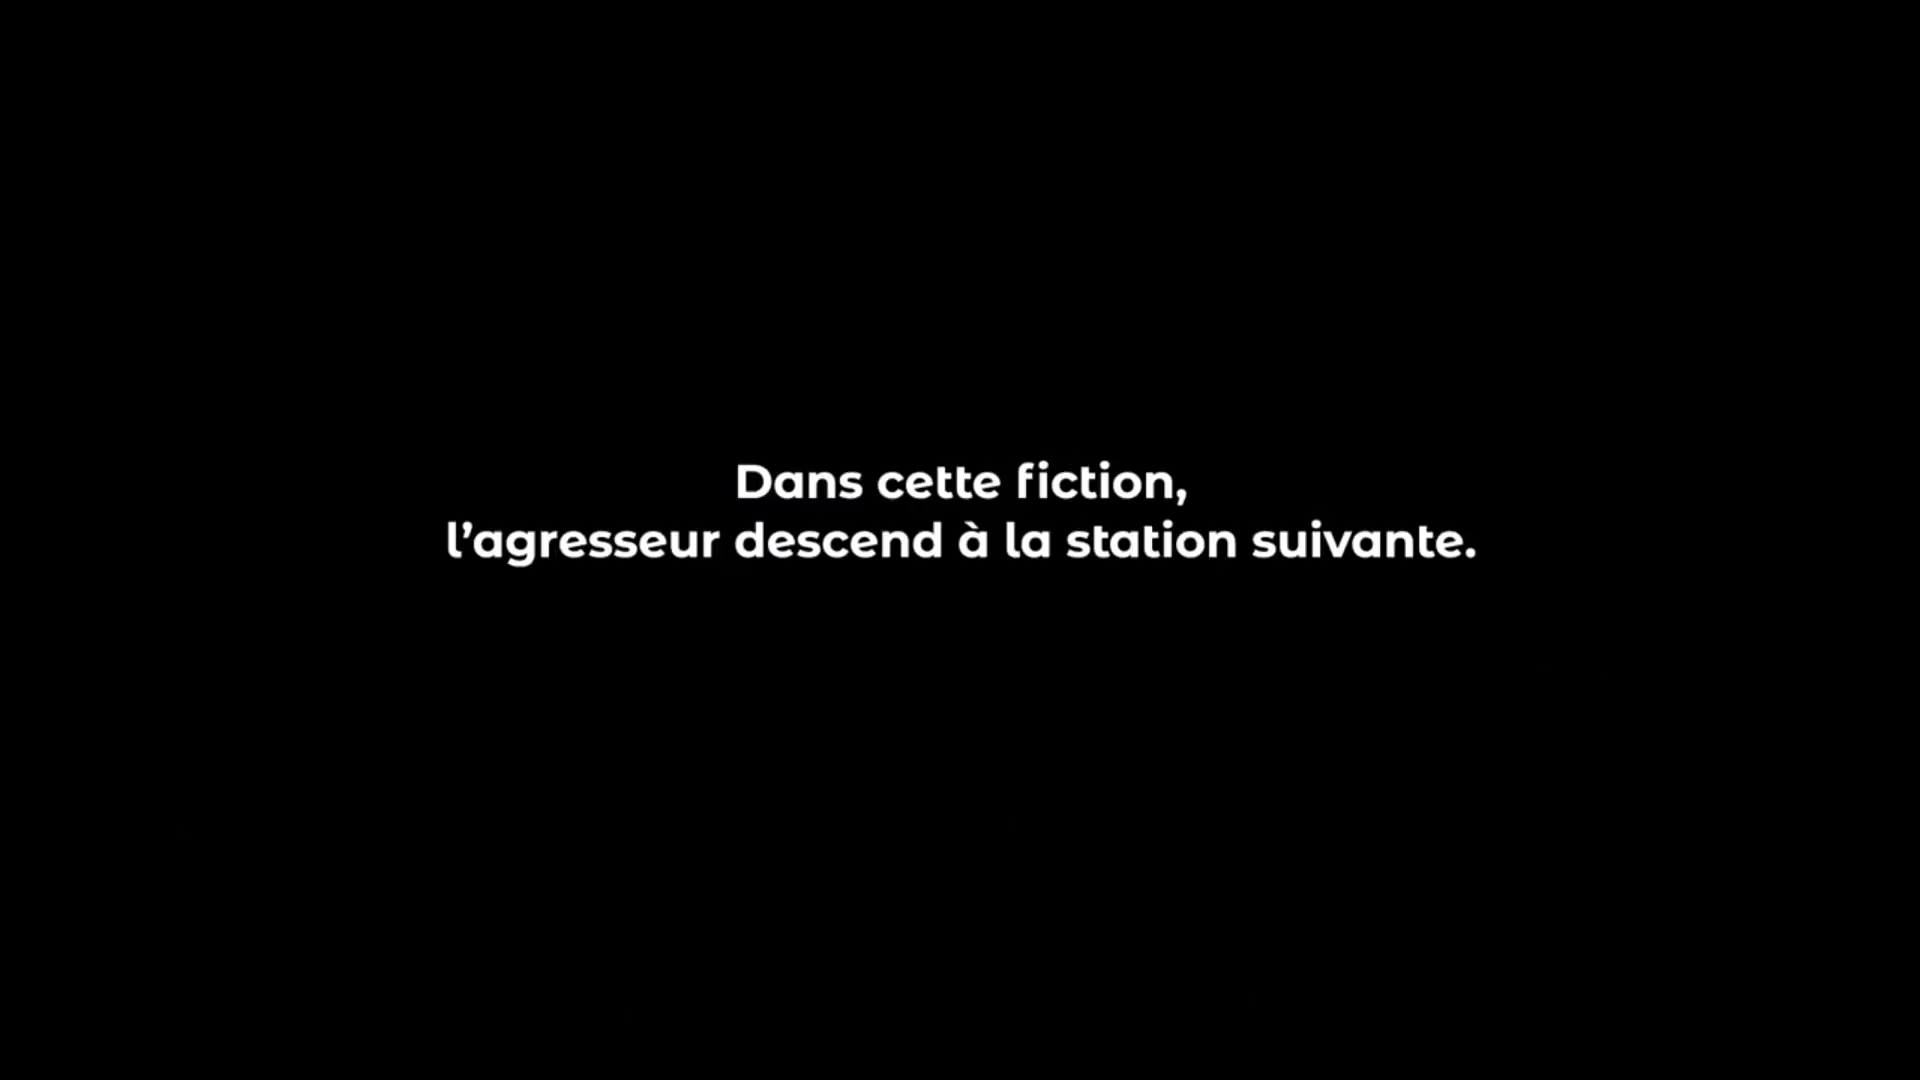 Dans cette fiction,
l’agresseur descend à la station suivante.